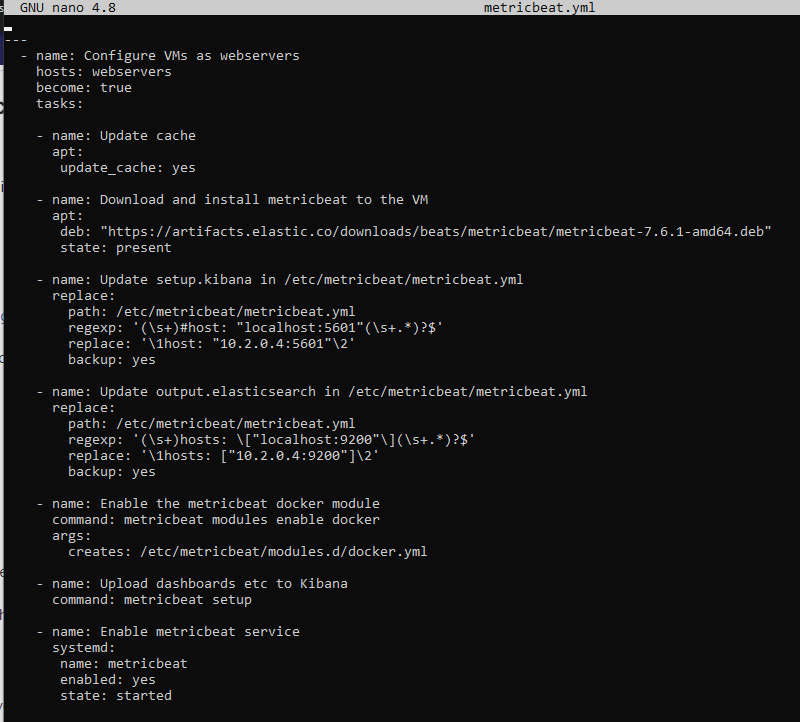 GNU nano 4.8 metricbeat.yml
---
  - name: Configure VMs as webservers
    hosts: webservers
    become: true
    tasks:
    - name: Update cache
      apt:
       update_cache: yes
    - name: Download and install metricbeat to the VM
      apt:
       deb: "https://artifacts.elastic.co/downloads/beats/metricbeat/metricbeat-7.6.1-amd64.deb"
       state: present
    - name: Update setup.kibana in /etc/metricbeat/metricbeat.yml
      replace:
        path: /etc/metricbeat/metricbeat.yml
        regexp: '(\s+)#host: "localhost:5601"(\s+.*)?$'
        replace: '\1host: "10.2.0.4:5601"\2'
        backup: yes
    - name: Update output.elasticsearch in /etc/metricbeat/metricbeat.yml
      replace:
        path: /etc/metricbeat/metricbeat.yml
        regexp: '(\s+)hosts: \["localhost:9200"\](\s+.*)?$'
        replace: '\1hosts: ["10.2.0.4:9200"]\2'
        backup: yes
    - name: Enable the metricbeat docker module
      command: metricbeat modules enable docker
      args:
        creates: /etc/metricbeat/modules.d/docker.yml
    - name: Upload dashboards etc to Kibana
      command: metricbeat setup
    - name: Enable metricbeat service
      systemd:
       name: metricbeat
       enabled: yes
       state: started